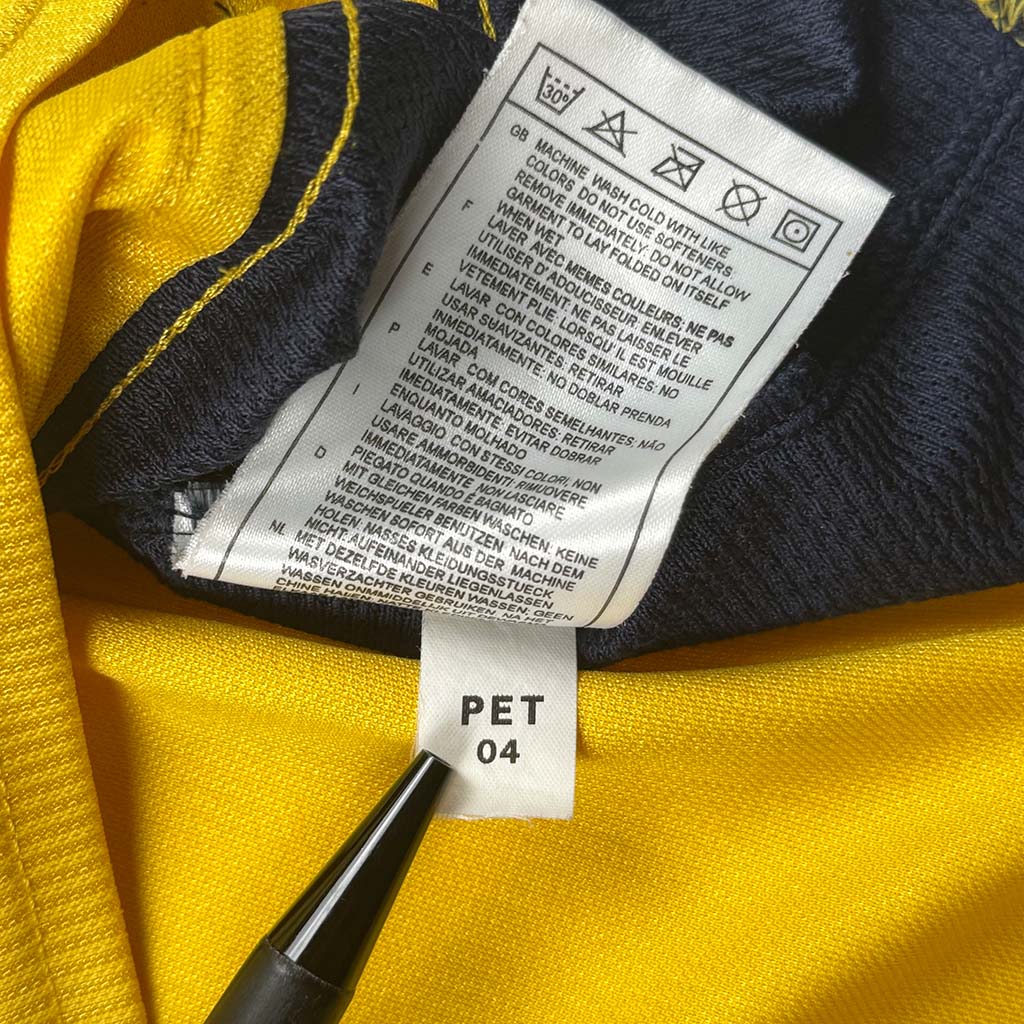 30°
GB MACHINE WASH COLD WITH LIKE
COLORS. DO NOT USE SOFTENERS.
REMOVE IMMEDIATELY. DO NOT ALLOW
GARMENT TO LAY FOLDED ON ITSELF
WHEN WET.
F LAVER AVEC MEMES COULEURS: NE PAS
UTILISER D'ADOUCISSEUR. ENLEVER
IMMEDIATEMENT. NE PAS LAISSER LE
VETEMENT PLIE, LORSQU IL EST MOUILLE
E LAVAR CON COLORES SIMILARES: NO
USAR SUAVIZANTES. RETIRAR
INMEDIATAMENTE. NO DOBLAR PRENDA
MOJADA.
P LAVAR COM CORES SEMELHANTES. NÃO
UTILIZAR AMACIADORES: RETIRAR
IMEDIATAMENTE. EVITAR DOBRAR
ENQUANTO MOLHADO
I LAVAGGIO CON STESSI COLORI, NON
USARE AMMORBIDENTI: RIMUOVERE
IMMEDIATAMENTE. NON LASCIARE
PIEGATO QUANDO È BAGNATO
D MIT GLEICHEN FARBEN WASCHEN. KEINE
WEICHSPUELER BENUTZEN. NACH DEM
WASCHEN SOFORT AUS DER MACHINE
HOLEN. NASSES KLEIDUNGSSTUECK
NICHT. AUFEINANDER LIEGENLASSEN
NL MET DEZELFDE KLEUREN WASSEN: GEEN
WASVERZACHTER GEBRUIKEN. NA HET
WASSEN ONMMIDDELIJK UIT
CHINE
PET
04